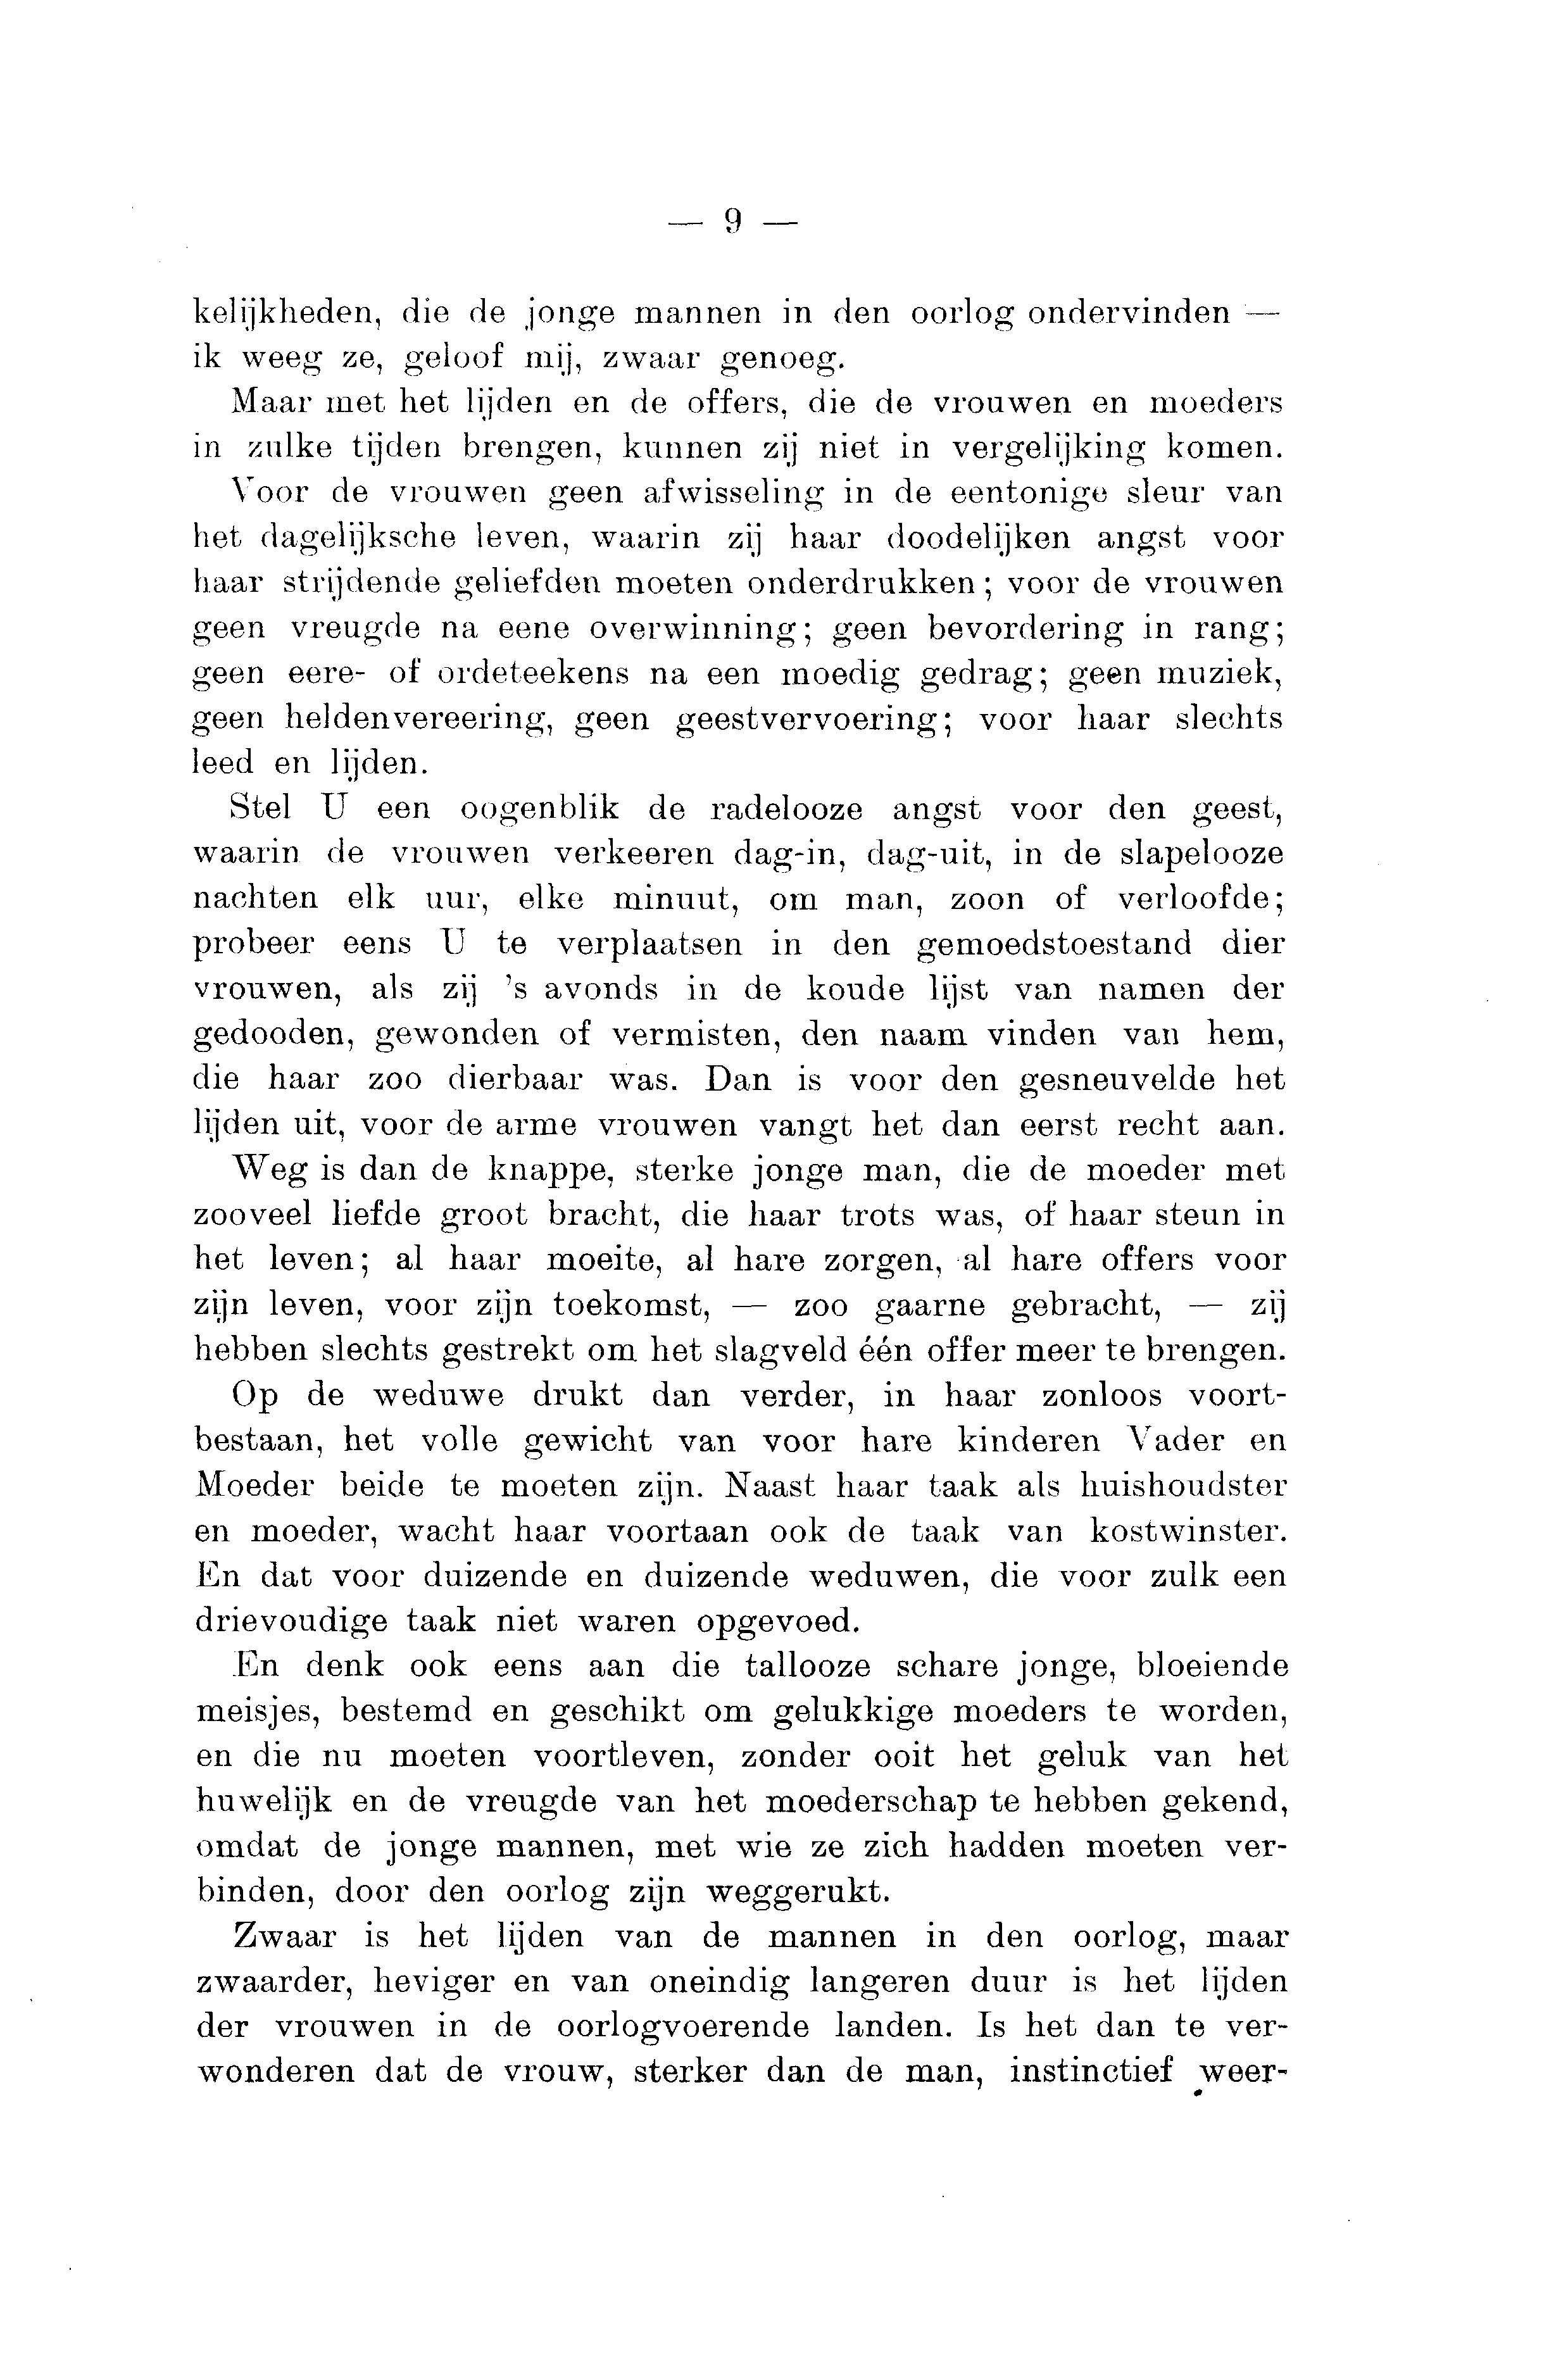 — 9 —
kelijkheden, die de jonge mannen in den oorlog ondervinden —
ik weeg ze, geloof mij, zwaar genoeg.
Maar met het lijden en de offers, die de vrouwen en moeders
in zulke tijden brengen, kunnen zij niet in vergelijking komen.
Voor de vrouwen geen afwisseling in de eentonige sleur van
het dagelijksche leven, waarin zij haar doodelijken angst voor
haar strijdende geliefden moeten onderdrukken; voor de vrouwen
geen vreugde na eene overwinning; geen bevordering in rang;
geen eere- of ordeteekens na een moedig gedrag; geen muziek,
geen heldenvereering, geen geestvervoering; voor haar slechts
leed en lijden.
Stel U een oogenblik de radelooze angst voor den geest,
waarin de vrouwen verkeeren dag-in, dag-uit, in de slapelooze
nachten elk uur, elke minuut, om man, zoon of verloofde;
probeer eens U te verplaatsen in den gemoedstoestand dier
vrouwen, als zij 's avonds in de koude lijst van namen der
gedooden, gewonden of vermisten, den naam vinden van hem,
die haar zoo dierbaar was. Dan is voor den gesneuvelde het
lijden uit, voor de arme vrouwen vangt het dan eerst recht aan.
Weg is dan de knappe, sterke jonge man, die de moeder met
zooveel liefde groot bracht, die haar trots was, of haar steun in
het leven; al haar moeite, al hare zorgen, al hare offers voor
zijn leven, voor zijn toekomst, — zoo gaarne gebracht, — zij
hebben slechts gestrekt om het slagveld één offer meer te brengen.
Op de weduwe drukt dan verder, in haar zonloos voort-
bestaan, het volle gewicht van voor hare kinderen Vader en
Moeder beide te moeten zijn. Naast haar taak als huishoudster
en moeder, wacht haar voortaan ook de taak van kostwinster.
En dat voor duizende en duizende weduwen, die voor zulk een
drievoudige taak niet waren opgevoed.
En denk ook eens aan die tallooze schare jonge, bloeiende
meisjes, bestemd en geschikt om gelukkige moeders te worden,
en die nu moeten voortleven, zonder ooit het geluk van het
huwelijk en de vreugde van het moederschap te hebben gekend,
omdat de jonge mannen, met wie ze zich hadden moeten ver-
binden, door den oorlog zijn weggerukt.
Zwaar is het lijden van de mannen in den oorlog, maar
zwaarder, heviger en van oneindig langeren duur is het lijden
der vrouwen in de oorlogvoerende landen. Is het dan te ver-
wonderen dat de vrouw, sterker dan de man, instinctief weer-